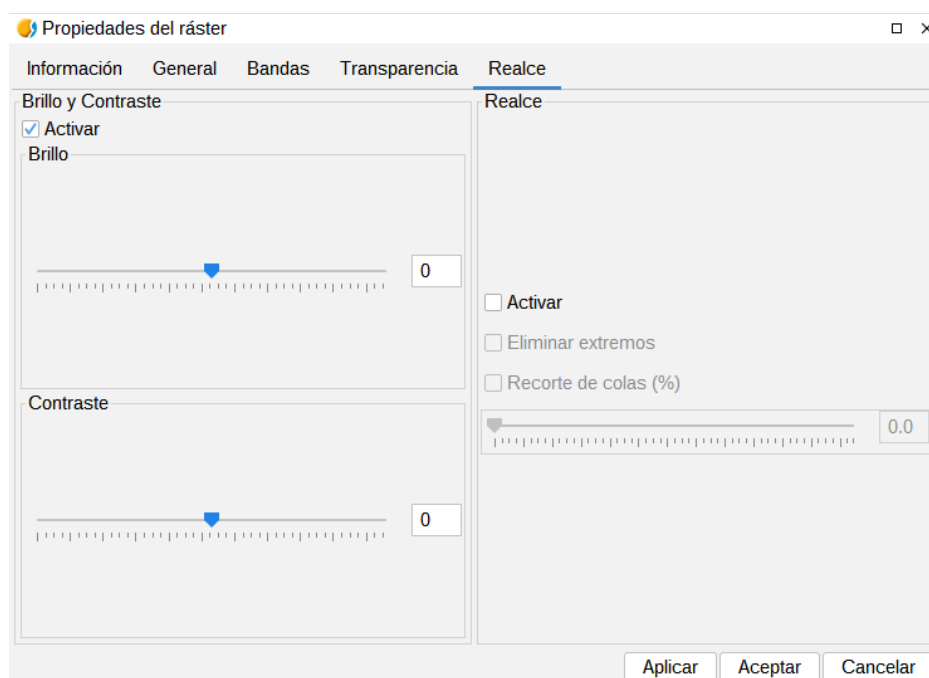 Propiedades del ráster
Información General Bandas Transparencia Realce
Brillo y Contraste
Activar
Brillo
0
Contraste
0
Realce
Activar
Eliminar extremos
Recorte de colas (%)
0.0
Aplicar Aceptar Cancelar